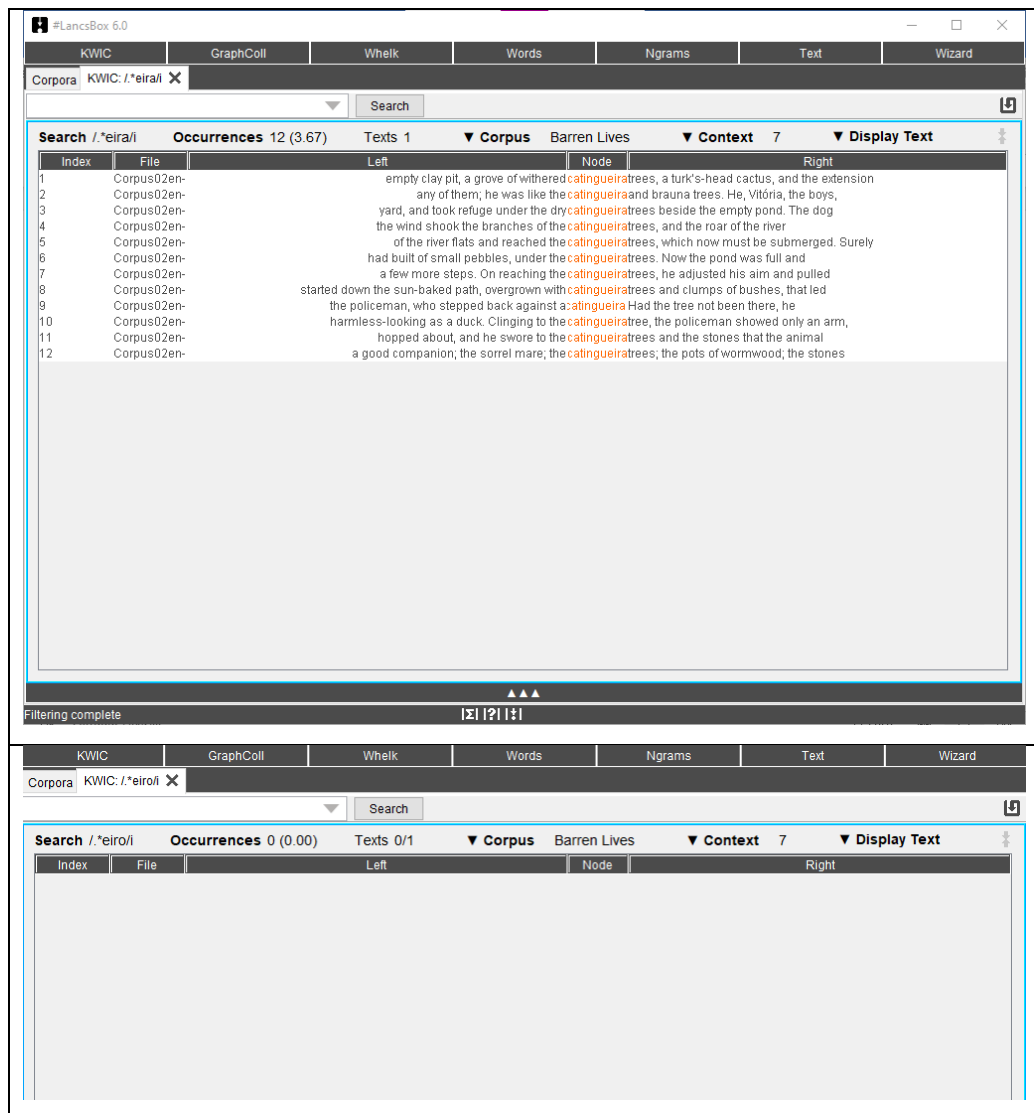 #LancsBox 6.0
KWIC GraphColl Whelk Words Ngrams Text Wizard
Corpora KWIC: /.*eira/i
Search
Search /.*eira/i Occurrences 12 (3.67) Texts 1 ▼ Corpus Barren Lives ▼ Context 7 ▼ Display Text
Index File Left Node Right
1 Corpus02en- empty clay pit, a grove of withered catingueira trees, a turk's-head cactus, and the extension
2 Corpus02en- any of them; he was like the catingueira and brauna trees. He, Vitória, the boys,
3 Corpus02en- yard, and took refuge under the dry catingueira trees beside the empty pond. The dog
4 Corpus02en- the wind shook the branches of the catingueira trees, and the roar of the river
5 Corpus02en- of the river flats and reached the catingueira trees, which now must be submerged. Surely
6 Corpus02en- had built of small pebbles, under the catingueira trees. Now the pond was full and
7 Corpus02en- a few more steps. On reaching the catingueira trees, he adjusted his aim and pulled
8 Corpus02en- started down the sun-baked path, overgrown with catingueira trees and clumps of bushes, that led
9 Corpus02en- the policeman, who stepped back against a catingueira Had the tree not been there, he
10 Corpus02en- harmless-looking as a duck. Clinging to the catingueira tree, the policeman showed only an arm,
11 Corpus02en- hopped about, and he swore to the catingueira trees and the stones that the animal
12 Corpus02en- a good companion; the sorrel mare; the catingueira trees; the pots of wormwood; the stones
▲▲▲
Filtering complete |Σ| |?| |‡|
KWIC GraphColl Whelk Words Ngrams Text Wizard
Corpora KWIC: /.*eiro/i
Search
Search /.*eiro/i Occurrences 0 (0.00) Texts 0/1 ▼ Corpus Barren Lives ▼ Context 7 ▼ Display Text
Index File Left Node Right